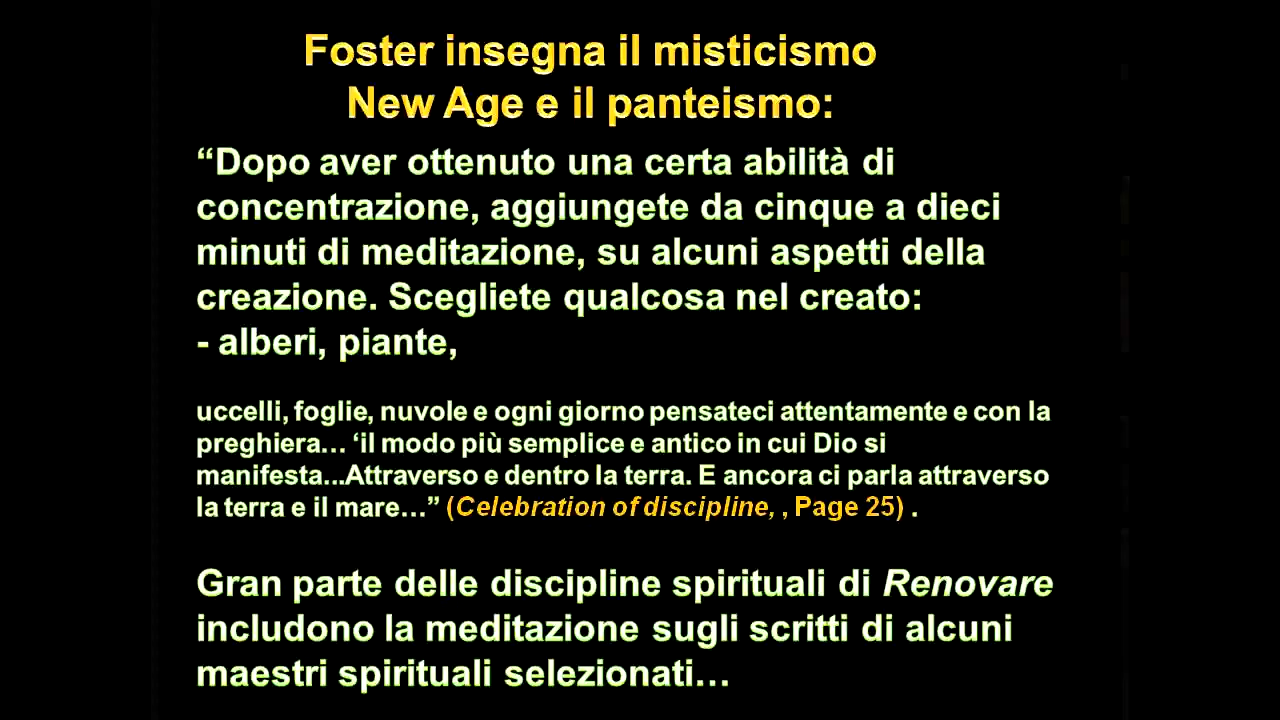 Foster insegna il misticismo
New Age e il panteismo:
“Dopo aver ottenuto una certa abilità di
concentrazione, aggiungete da cinque a dieci
minuti di meditazione, su alcuni aspetti della
creazione. Scegliete qualcosa nel creato:
- alberi, piante,
uccelli, foglie, nuvole e ogni giorno pensateci attentamente e con la
preghiera… ‘il modo più semplice e antico in cui Dio si
manifesta...Attraverso e dentro la terra. E ancora ci parla attraverso
la terra e il mare…” (Celebration of discipline, , Page 25) .
Gran parte delle discipline spirituali di Renovare
includono la meditazione sugli scritti di alcuni
maestri spirituali selezionati…